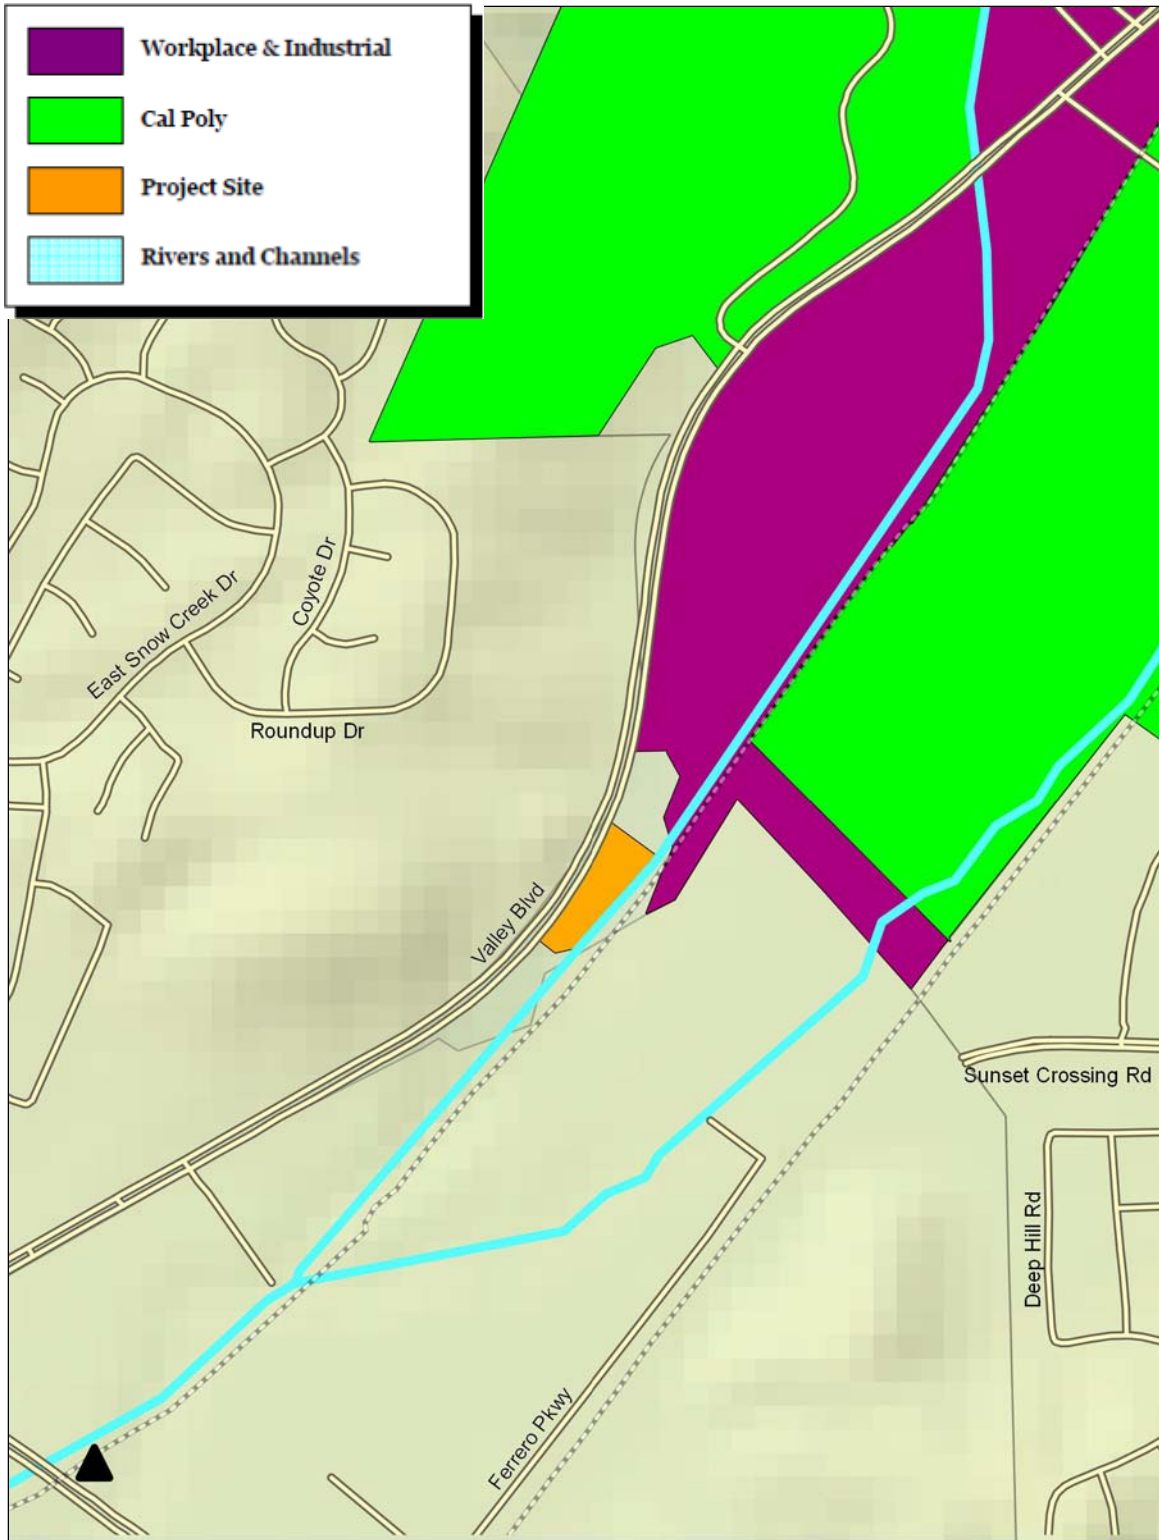 Workplace & Industrial
Cal Poly
Project Site
Rivers and Channels
East Snow Creek Dr
Coyote Dr
Roundup Dr
Valley Blvd
Sunset Crossing Rd
Deep Hill Rd
Ferrero Pkwy